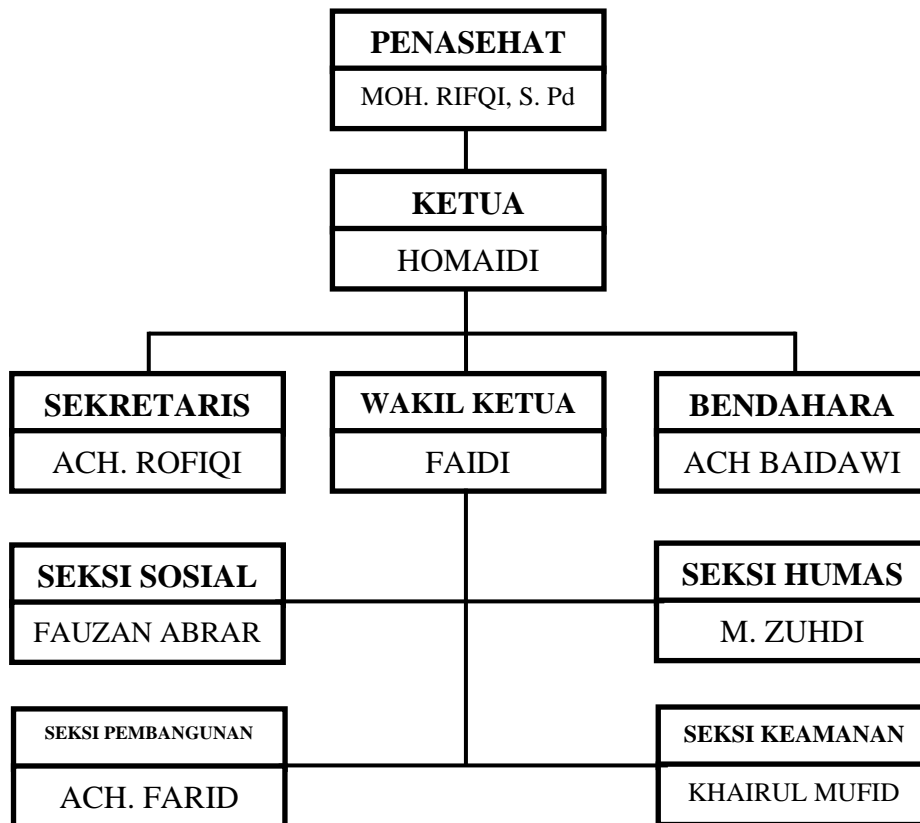 PENASEHAT
MOH. RIFQI, S. Pd
KETUA
HOMAIDI
SEKRETARIS
ACH. ROFIQI
WAKIL KETUA
FAIDI
BENDAHARA
ACH BAIDAWI
SEKSI SOSIAL
FAUZAN ABRAR
SEKSI HUMAS
M. ZUHDI
SEKSI PEMBANGUNAN
ACH. FARID
SEKSI KEAMANAN
KHAIRUL MUFID